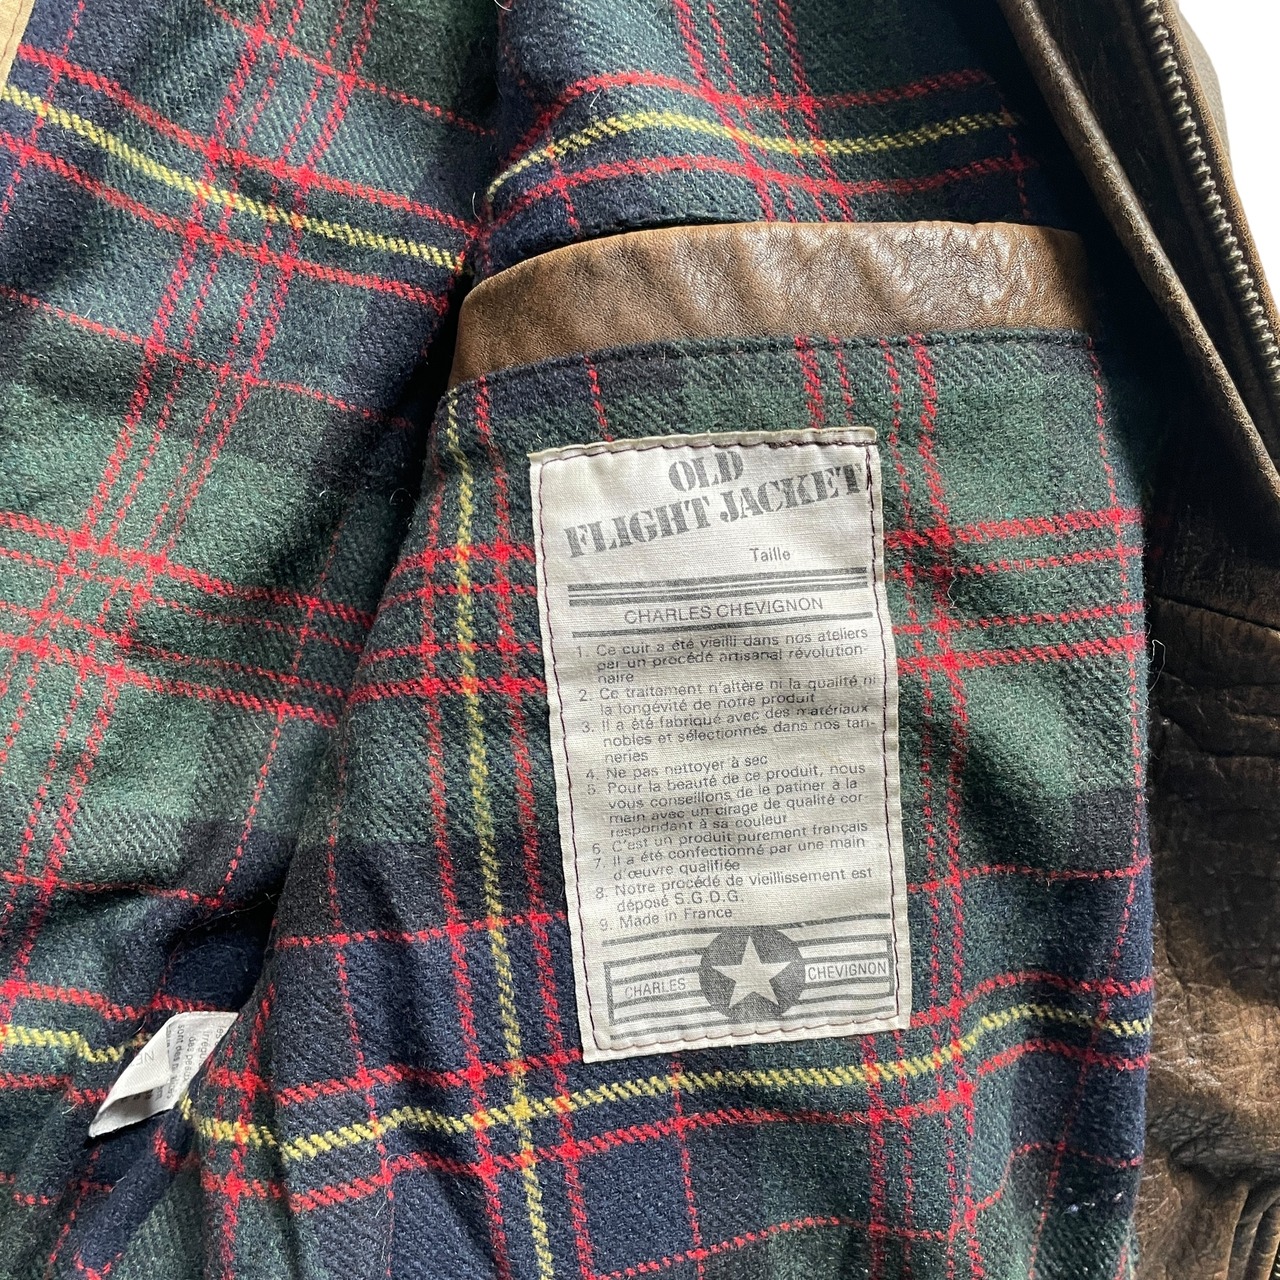 OLD
FLIGHT JACKET
Taille
CHARLES CHEVIGNON
1. Ce cuir a été vieilli dans nos ateliers
par un procédé artisanal révolution-
naire
2. Ce traitement n'altère ni la qualité ni
la longévité de notre produit
3. Il a été fabriqué avec des matériaux
nobles et sélectionnés dans nos tan-
neries
4. Ne pas nettoyer à sec
5. Pour la beauté de ce produit, nous
vous conseillons de le patiner à la
main avec un cirage de qualité cor-
respondant à sa couleur
6. C'est un produit purement français
7. Il a été confectionné par une main
d'œuvre qualifiée
8. Notre procédé de vieillissement est
déposé S.G.D.G.
9. Made in France
CHARLES CHEVIGNON